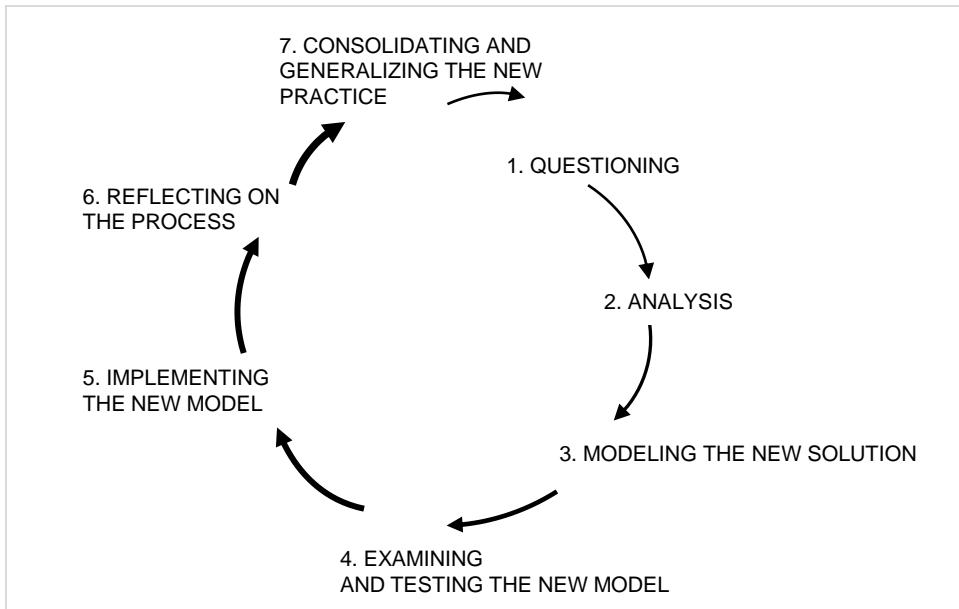 7. CONSOLIDATING AND
GENERALIZING THE NEW
PRACTICE
1. QUESTIONING
6. REFLECTING ON
THE PROCESS
2. ANALYSIS
5. IMPLEMENTING
THE NEW MODEL
3. MODELING THE NEW SOLUTION
4. EXAMINING
AND TESTING THE NEW MODEL